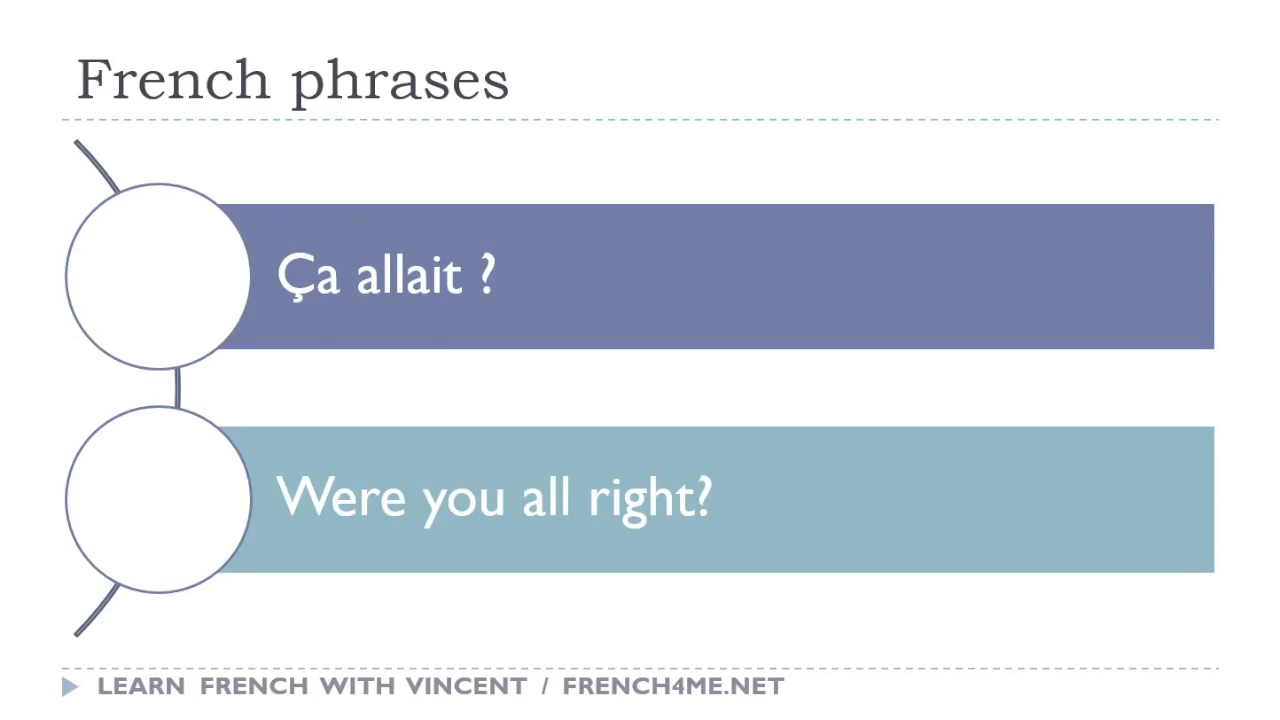 French phrases
Ça allait ?
Were you all right?
LEARN FRENCH WITH VINCENT / FRENCH4ME.NET